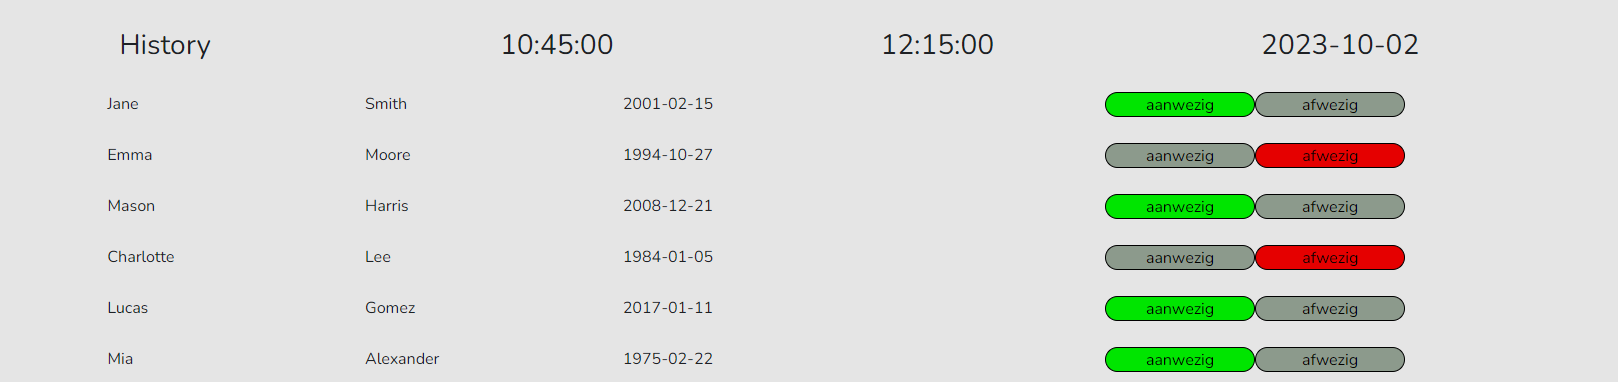 History 10:45:00 12:15:00 2023-10-02
Jane Smith 2001-02-15 aanwezig afwezig
Emma Moore 1994-10-27 aanwezig afwezig
Mason Harris 2008-12-21 aanwezig afwezig
Charlotte Lee 1984-01-05 aanwezig afwezig
Lucas Gomez 2017-01-11 aanwezig afwezig
Mia Alexander 1975-02-22 aanwezig afwezig